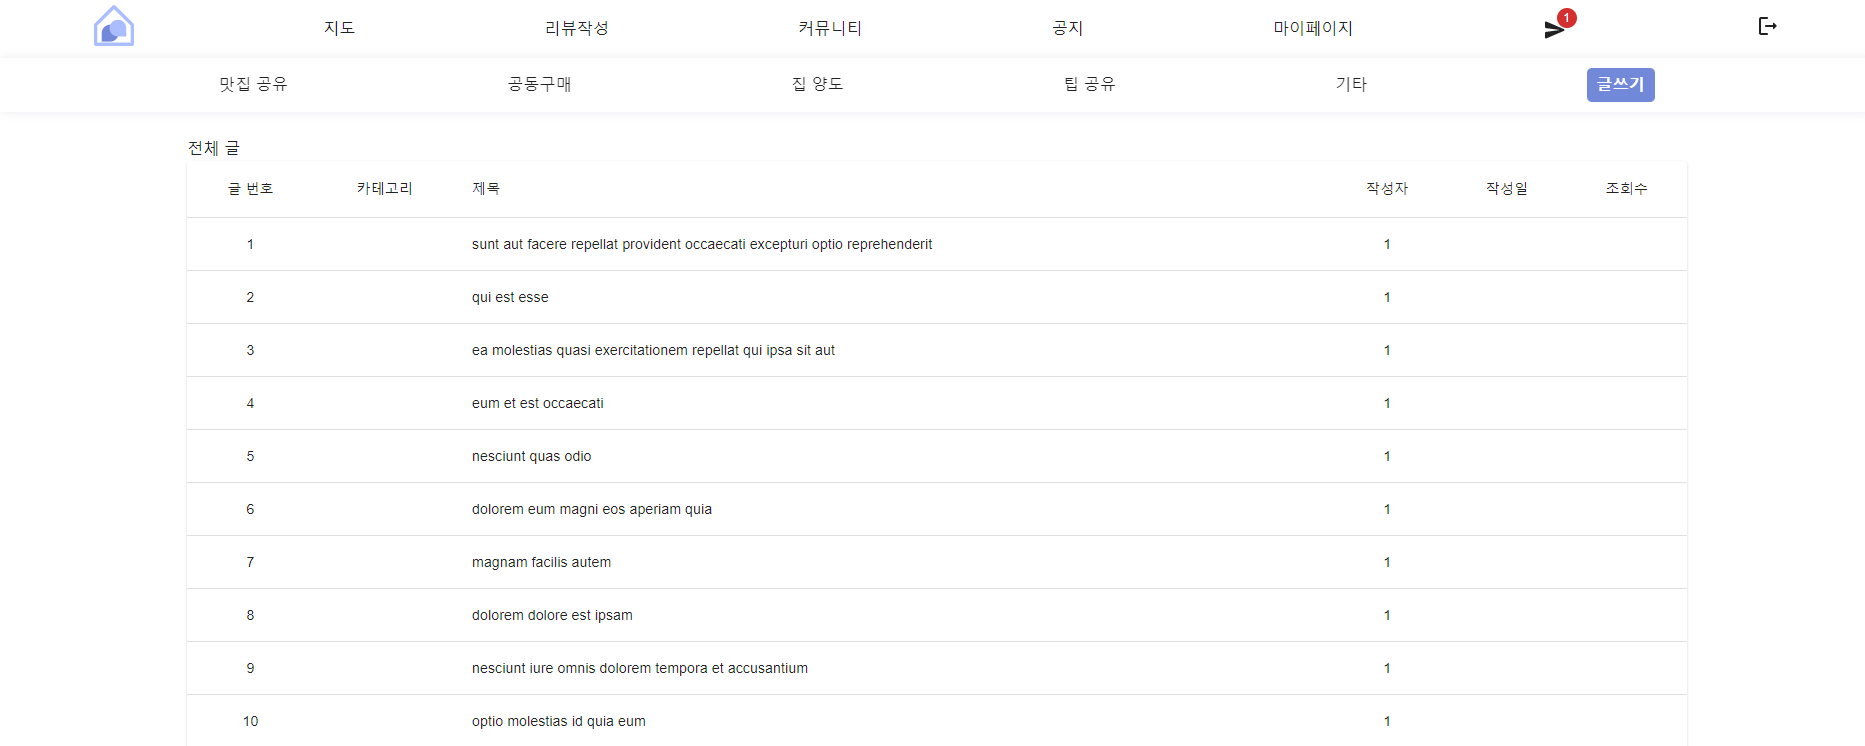 지도 리뷰작성 커뮤니티 공지 마이페이지 1
맛집 공유 공동구매 집 양도 팁 공유 기타 글쓰기
전체 글
글 번호 카테고리 제목 작성자 작성일 조회수
1 sunt aut facere repellat provident occaecati excepturi optio reprehenderit 1
2 qui est esse 1
3 ea molestias quasi exercitationem repellat qui ipsa sit aut 1
4 eum et est occaecati 1
5 nesciunt quas odio 1
6 dolorem eum magni eos aperiam quia 1
7 magnam facilis autem 1
8 dolorem dolore est ipsam 1
9 nesciunt iure omnis dolorem tempora et accusantium 1
10 optio molestias id quia eum 1